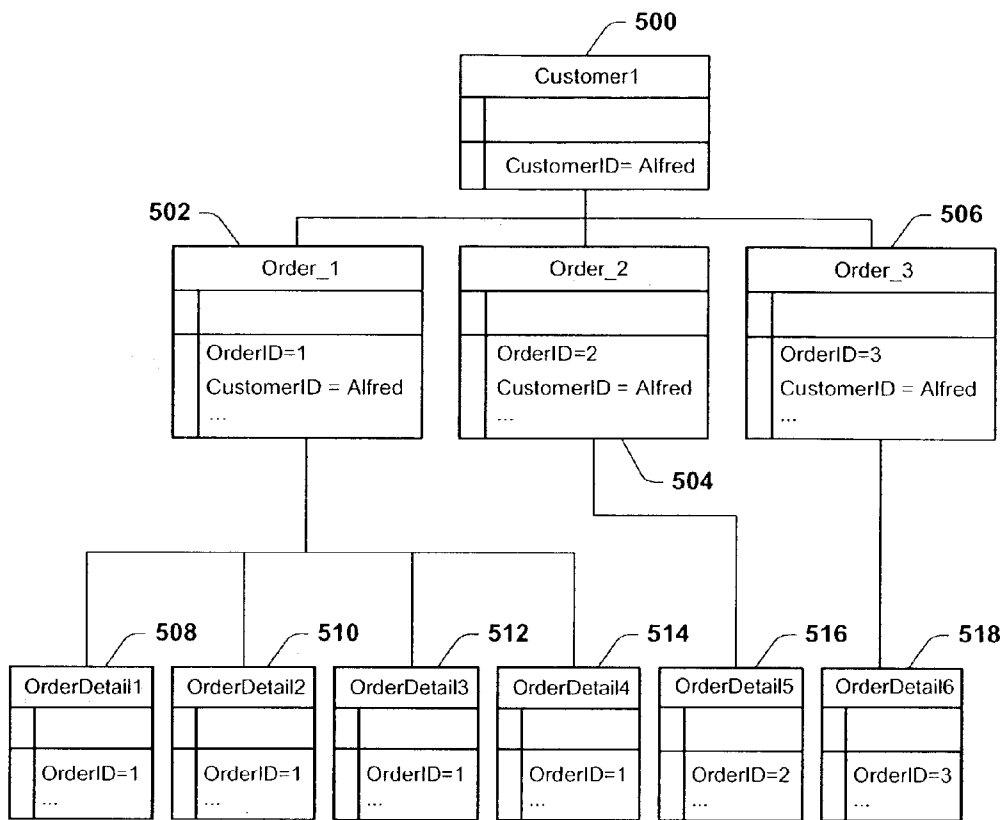 500
Customer1
CustomerID= Alfred
502
506
Order_1
Order_2
Order_3
OrderID=1
CustomerID = Alfred
...
OrderID=2
CustomerID = Alfred
...
OrderID=3
CustomerID = Alfred
...
504
508
510
512
514
516
518
OrderDetail1
OrderDetail2
OrderDetail3
OrderDetail4
OrderDetail5
OrderDetail6
OrderID=1
...
OrderID=1
...
OrderID=1
...
OrderID=1
...
OrderID=2
...
OrderID=3
...